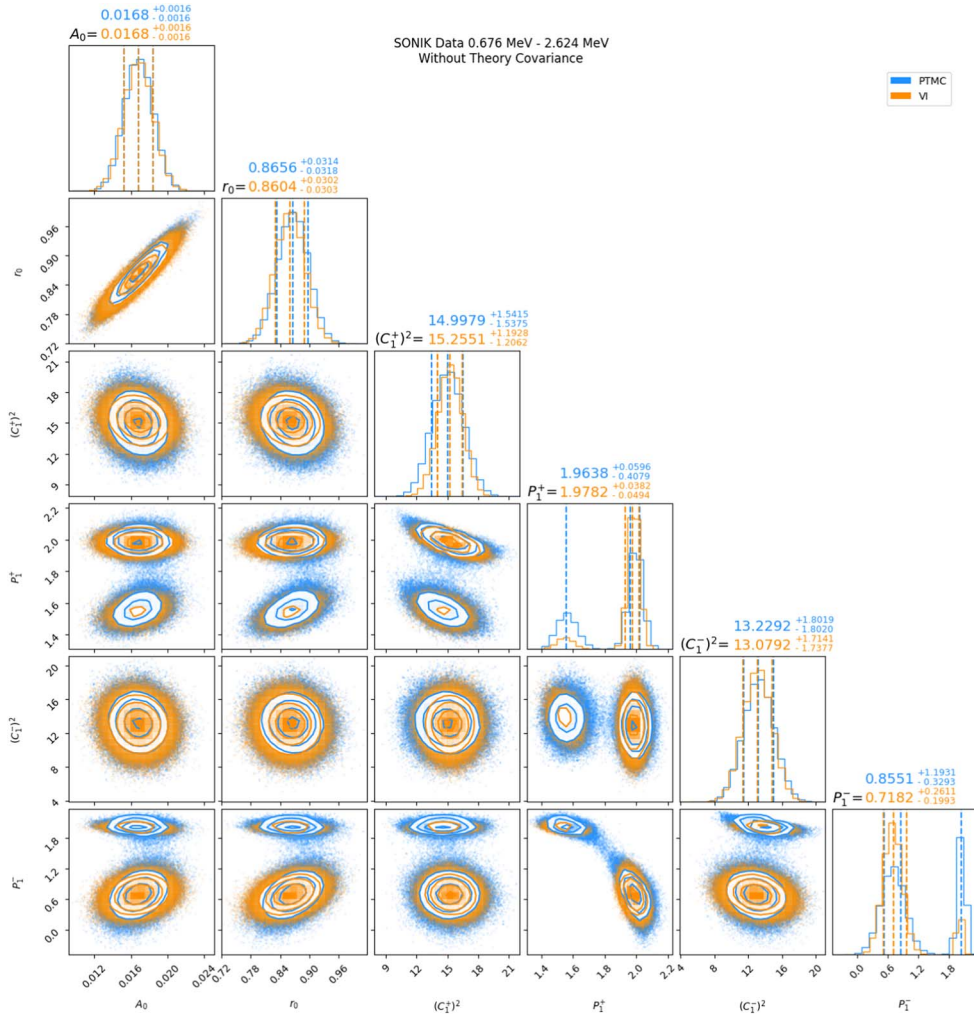 0.0168 +0.0016 - 0.0016
A₀= 0.0168 +0.0016 - 0.0016
SONIK Data 0.676 MeV - 2.624 MeV
Without Theory Covariance
PTMC
VI
0.8656 +0.0314 - 0.0318
r₀= 0.8604 +0.0302 - 0.0303
0.96
0.90
0.84
0.78
0.72
r₀
14.9979 +1.5415 - 1.5375
(C₁⁺)²= 15.2551 +1.1928 - 1.2062
21
18
15
12
9
(C₁⁺)²
1.9638 +0.0596 - 0.4079
P₁⁺= 1.9782 +0.0382 - 0.0494
2.2
2.0
1.8
1.6
1.4
P₁⁺
13.2292 +1.8019 - 1.8020
(C₁⁻)²= 13.0792 +1.7141 - 1.7377
20
16
12
8
4
(C₁⁻)²
0.8551 +1.1931 - 0.3293
P₁⁻= 0.7182 +0.2611 - 0.1993
1.8
1.2
0.6
0.0
P₁⁻
0.012 0.016 0.020 0.024 0.72 0.78 0.84 0.90 0.96 9 12 15 18 21 1.4 1.6 1.8 2.0 2.2 4 8 12 16 20 0.0 0.6 1.2 1.8
A₀ r₀ (C₁⁺)² P₁⁺ (C₁⁻)² P₁⁻